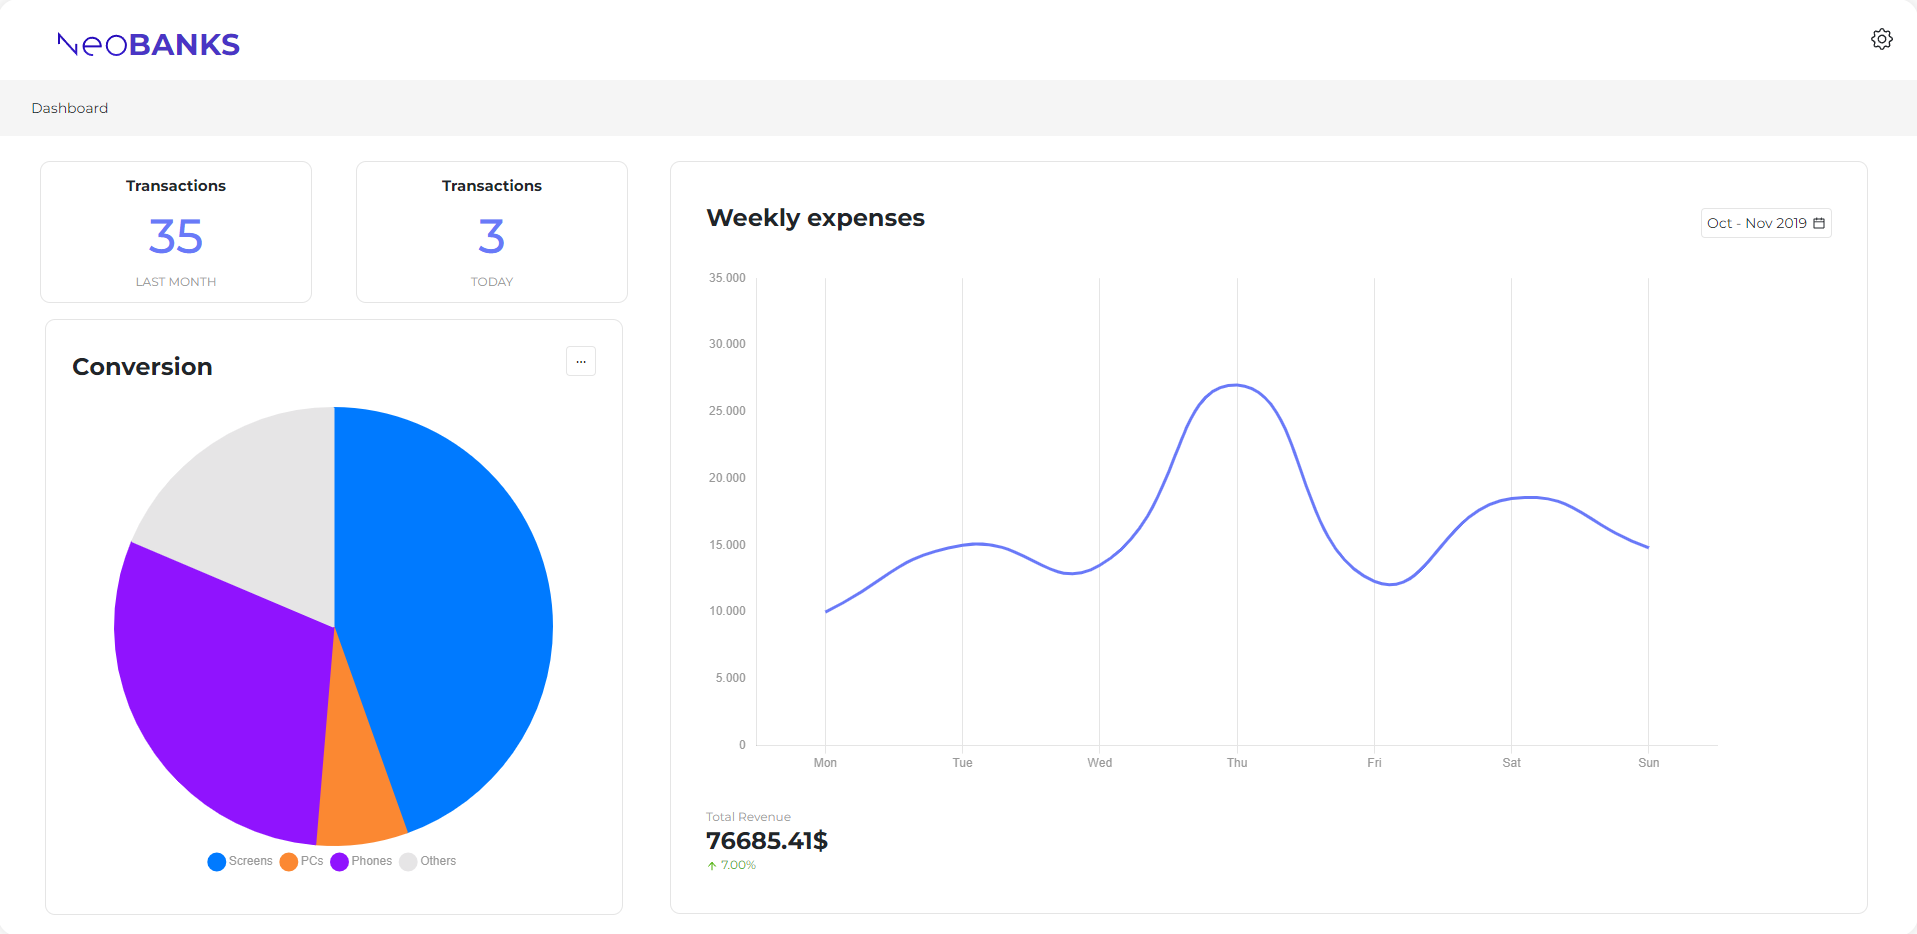 NeoBANKS
Dashboard
Transactions
35
LAST MONTH
Transactions
3
TODAY
Conversion
...
Screens PCs Phones Others
Weekly expenses
Oct - Nov 2019
35.000
30.000
25.000
20.000
15.000
10.000
5.000
0
Mon Tue Wed Thu Fri Sat Sun
Total Revenue
76685.41$
7.00%